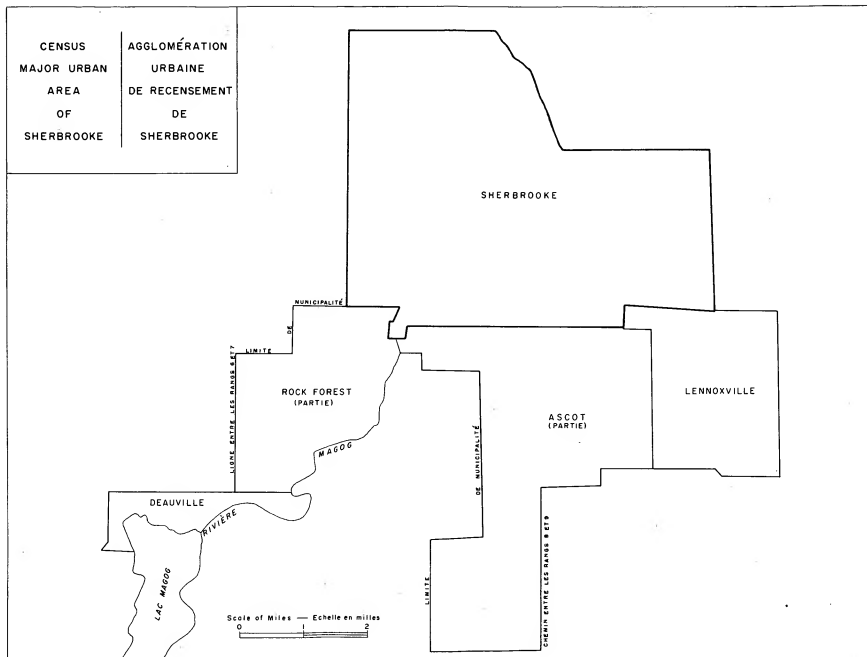 CENSUS
MAJOR URBAN
AREA
OF
SHERBROOKE
AGGLOMÉRATION
URBAINE
DE RECENSEMENT
DE
SHERBROOKE
SHERBROOKE
MUNICIPALITÉ
DE
LIMITE
LIGNE ENTRE LES RANGS 6 ET 7
ROCK FOREST
(PARTIE)
MAGOG
RIVIÈRE
DEAUVILLE
LAC MAGOG
ASCOT
(PARTIE)
LENNOXVILLE
DE MUNICIPALITÉ
LIMITE
CHEMIN ENTRE LES RANGS 8 ET 9
Scale of Miles — Echelle en milles
0 1 2